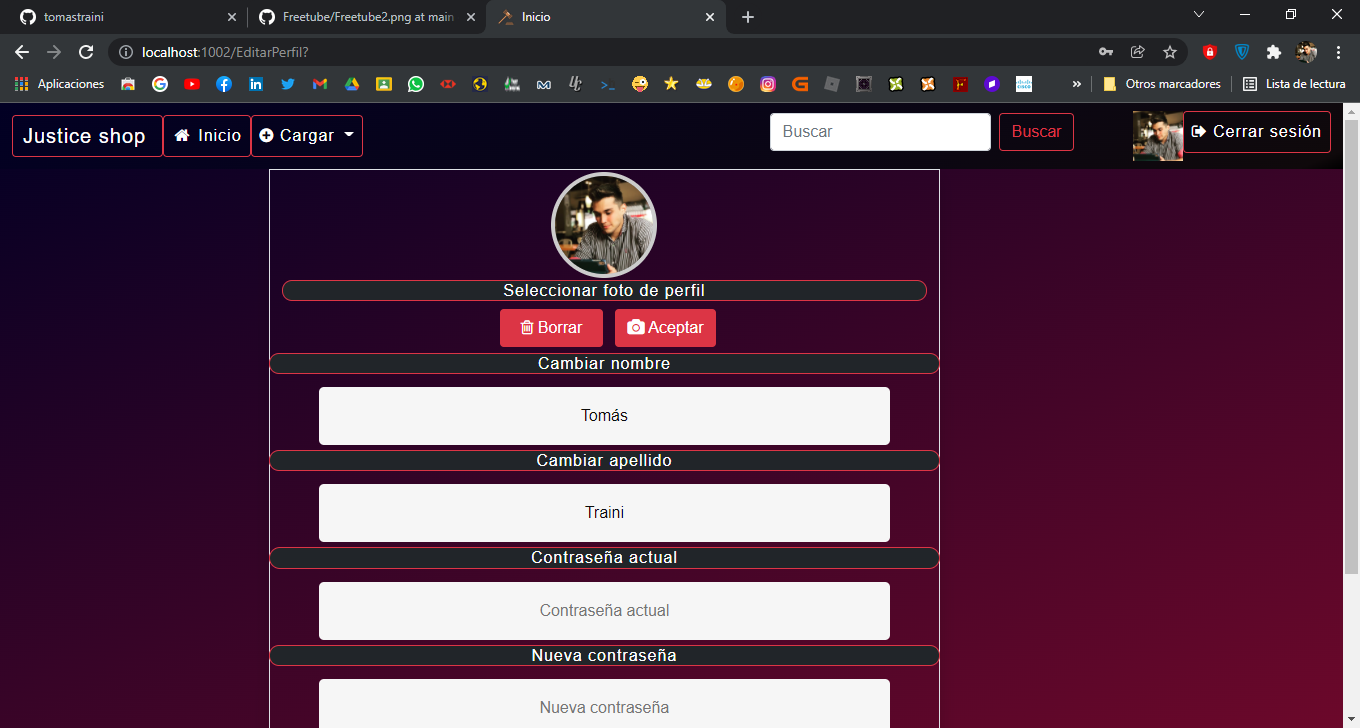 tomastraini
Freetube/Freetube2.png at main
Inicio
localhost:1002/EditarPerfil?
Aplicaciones
Otros marcadores
Lista de lectura
Justice shop
Inicio
Cargar
Buscar
Buscar
Cerrar sesión
Seleccionar foto de perfil
Borrar
Aceptar
Cambiar nombre
Tomás
Cambiar apellido
Traini
Contraseña actual
Contraseña actual
Nueva contraseña
Nueva contraseña